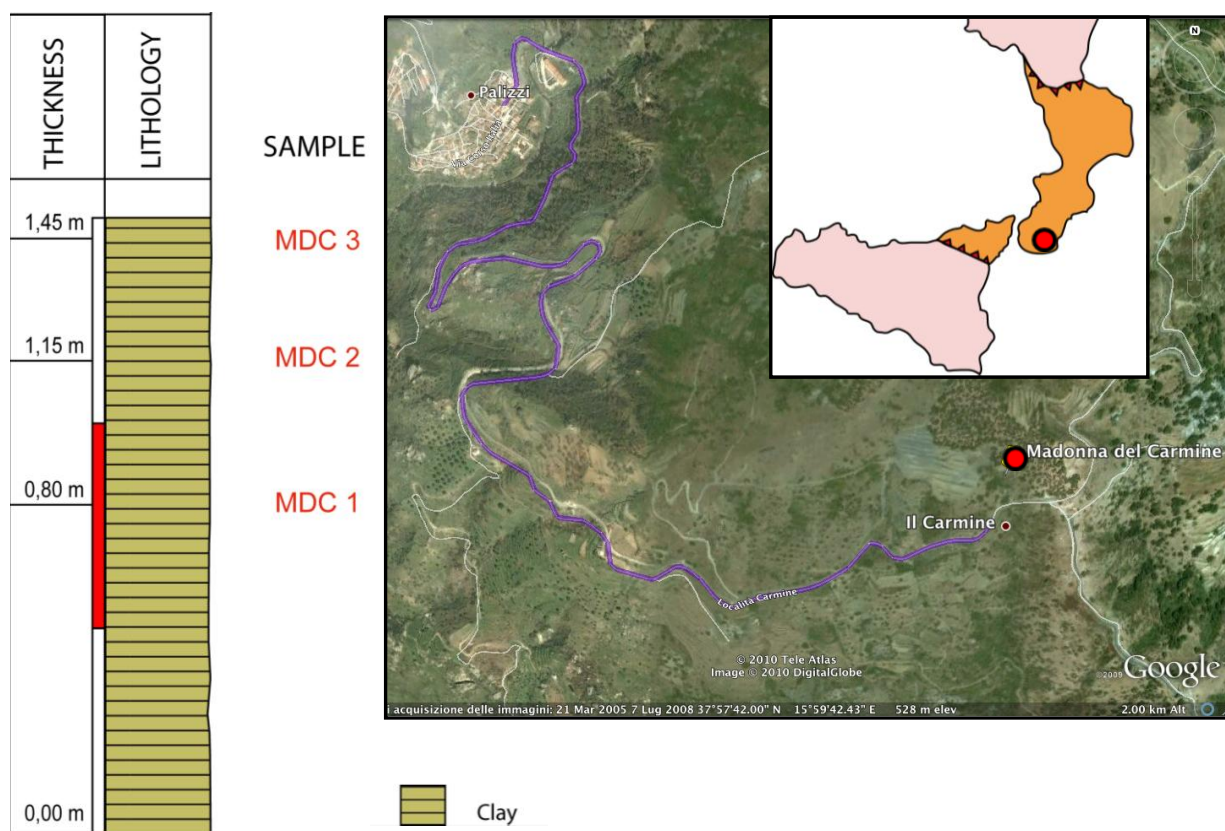 THICKNESS
LITHOLOGY
SAMPLE
1,45 m
MDC 3
1,15 m
MDC 2
0,80 m
MDC 1
0,00 m
Clay
Palizzi
N
Madonna del Carmine
Il Carmine
Località Carmine
© 2010 Tele Atlas
Image © 2010 DigitalGlobe
©2009 Google
i acquisizione delle immagini: 21 Mar 2005 7 Lug 2008 37°57'42.00" N 15°59'42.43" E 528 m elev
2.00 km Alt